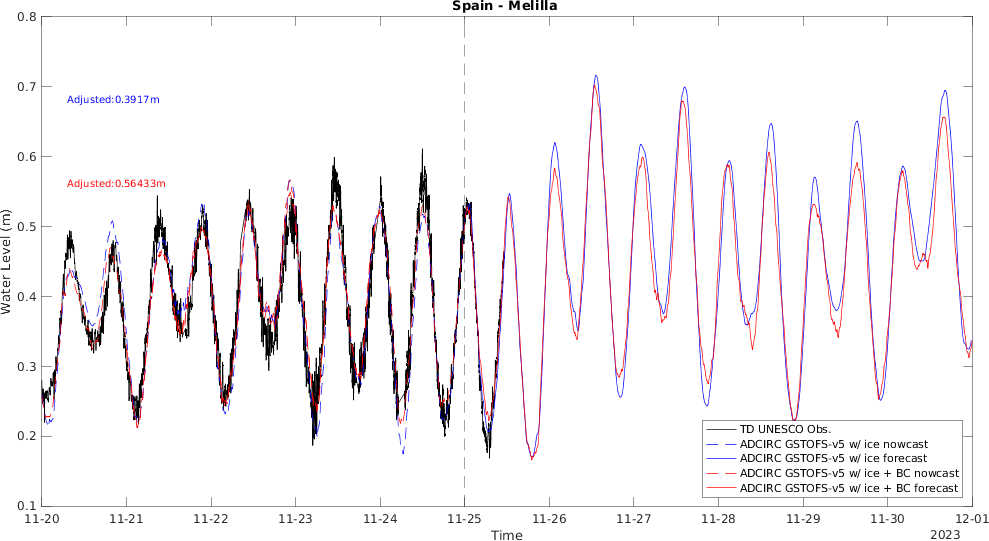 Spain - Melilla
0.8
0.7
0.6
0.5
0.4
0.3
0.2
0.1
Water Level (m)
Adjusted:0.3917m
Adjusted:0.56433m
TD UNESCO Obs.
ADCIRC GSTOFS-v5 w/ ice nowcast
ADCIRC GSTOFS-v5 w/ ice forecast
ADCIRC GSTOFS-v5 w/ ice + BC nowcast
ADCIRC GSTOFS-v5 w/ ice + BC forecast
11-20 11-21 11-22 11-23 11-24 11-25 11-26 11-27 11-28 11-29 11-30 12-01
Time
2023